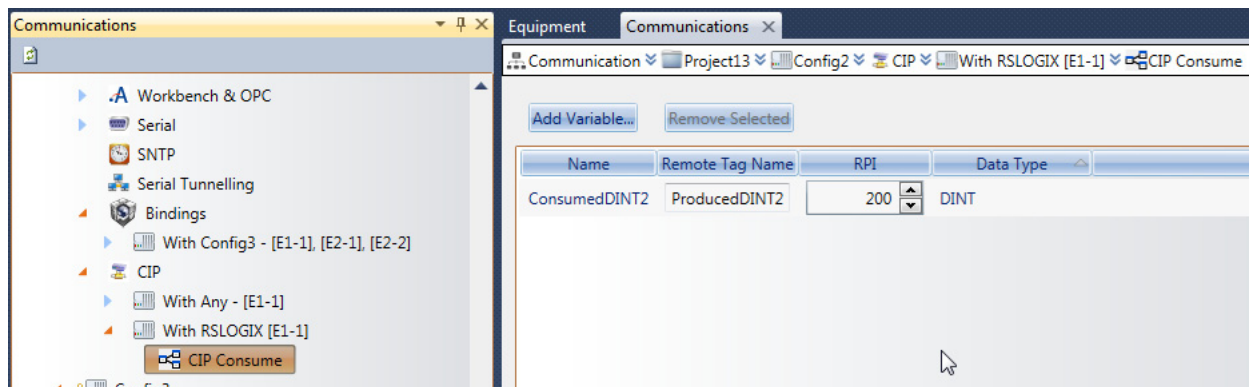 Communications
Workbench & OPC
Serial
SNTP
Serial Tunnelling
Bindings
With Config3 - [E1-1], [E2-1], [E2-2]
CIP
With Any - [E1-1]
With RSLOGIX [E1-1]
CIP Consume
Equipment Communications
Communication Project13 Config2 CIP With RSLOGIX [E1-1] CIP Consume
Add Variable... Remove Selected
Name Remote Tag Name RPI Data Type
ConsumedDINT2 ProducedDINT2 200 DINT